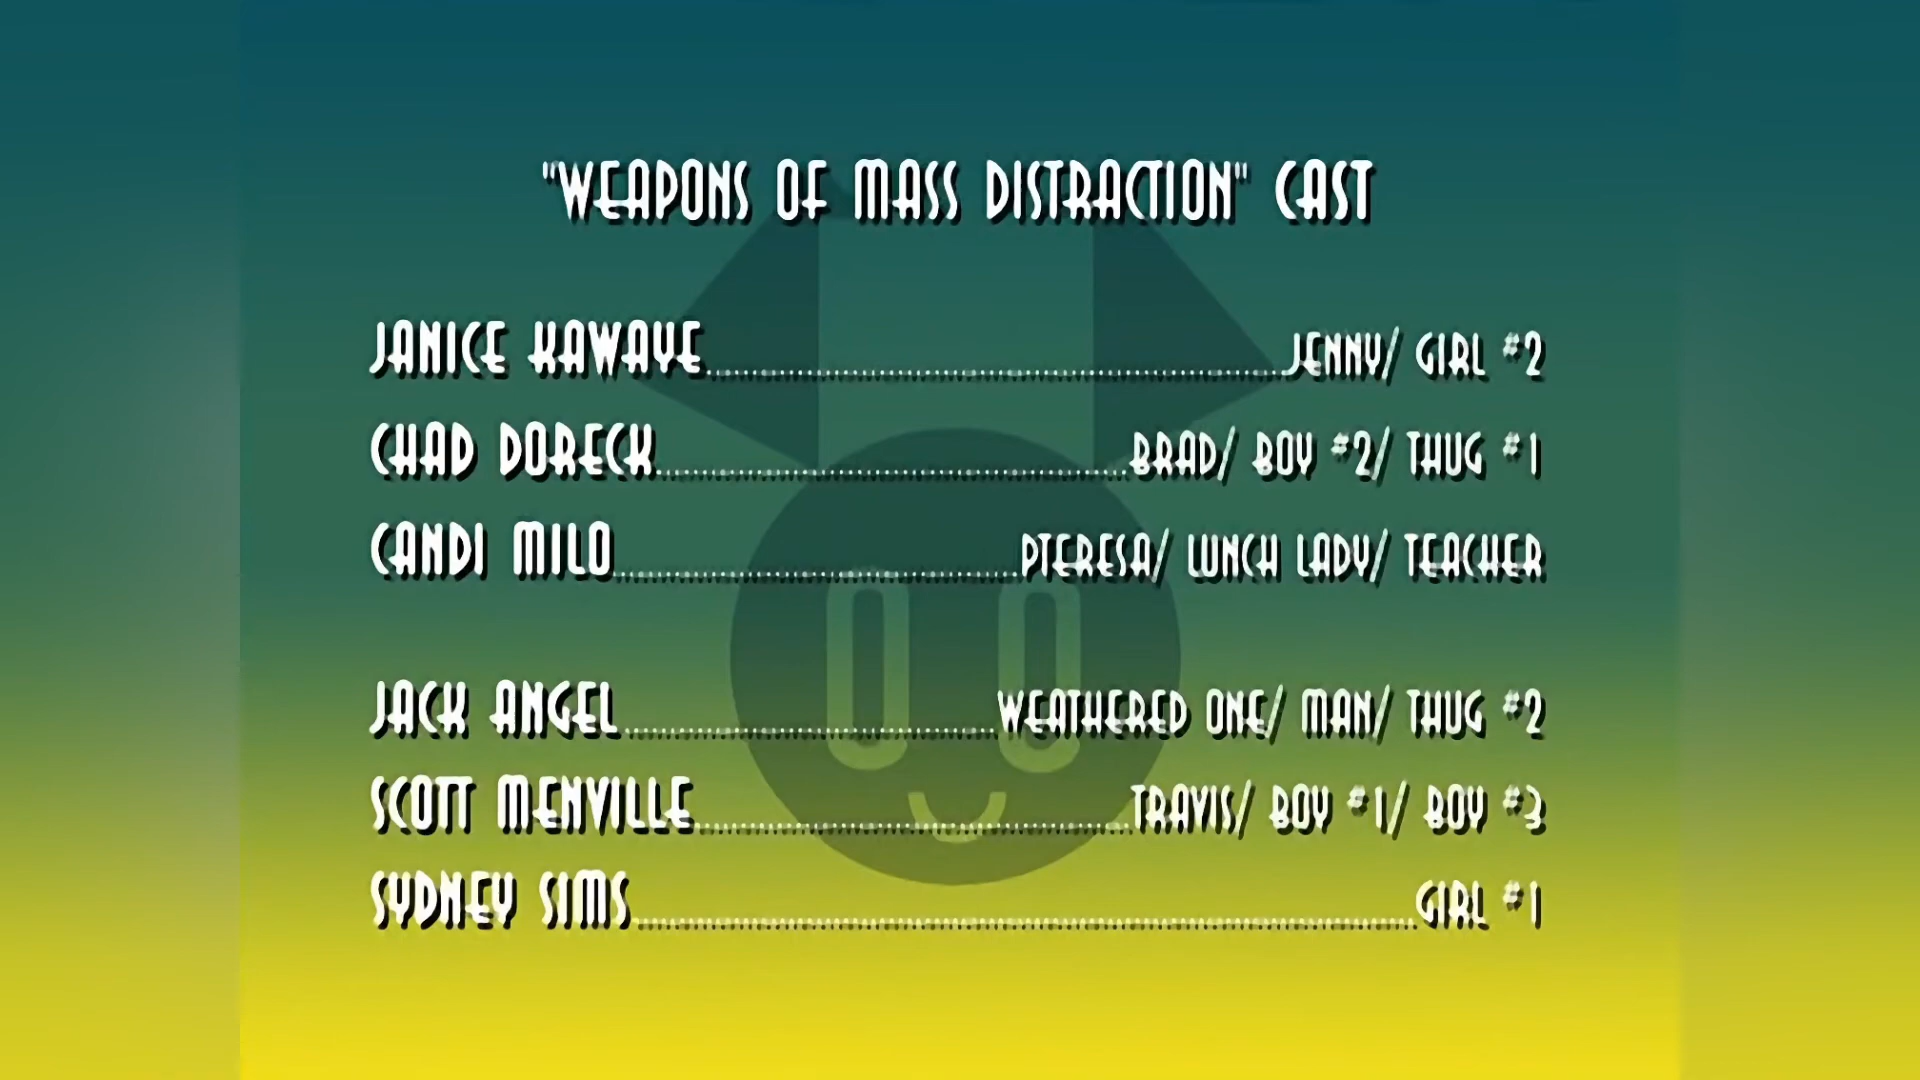 "WEAPONS OF MASS DISTRACTION" CAST
JANICE KAWAYE........................JENNY/ GIRL #2
CHAD DORECK........................BRAD/ BOY #2/ THUG #1
CANDI MILO........................PTERESA/ LUNCH LADY/ TEACHER
JACK ANGEL........................WEATHERED ONE/ MAN/ THUG #2
SCOTT MENVILLE........................TRAVIS/ BOY #1/ BOY #3
SYDNEY SIMS........................GIRL #1